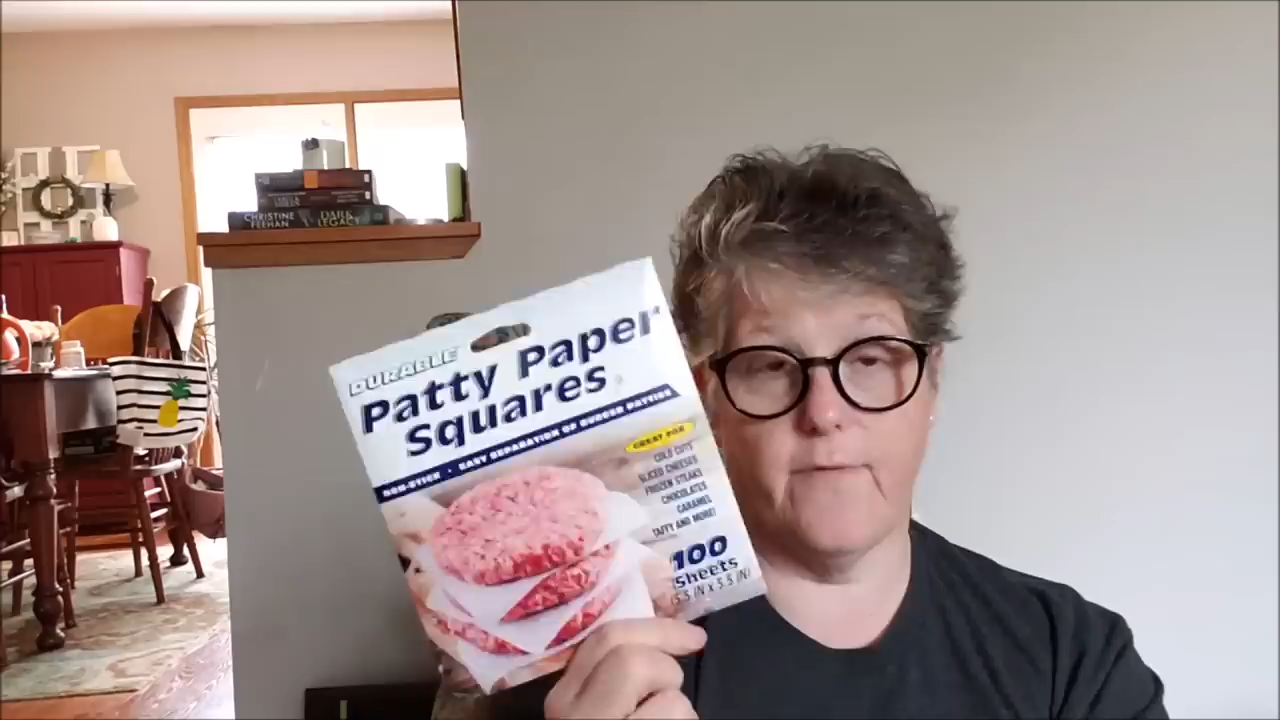 CHRISTINE
FEEHAN
DARK
LEGACY
DURABLE
Patty Paper
Squares
NON-STICK • EASY SEPARATION OF BURGER PATTIES
GREAT FOR
COLD CUTS
SLICED CHEESES
FROZEN STEAKS
CHOCOLATES
CARAMEL
TAFFY AND MORE!
100
Sheets
(5.5 IN X 5.5 IN)